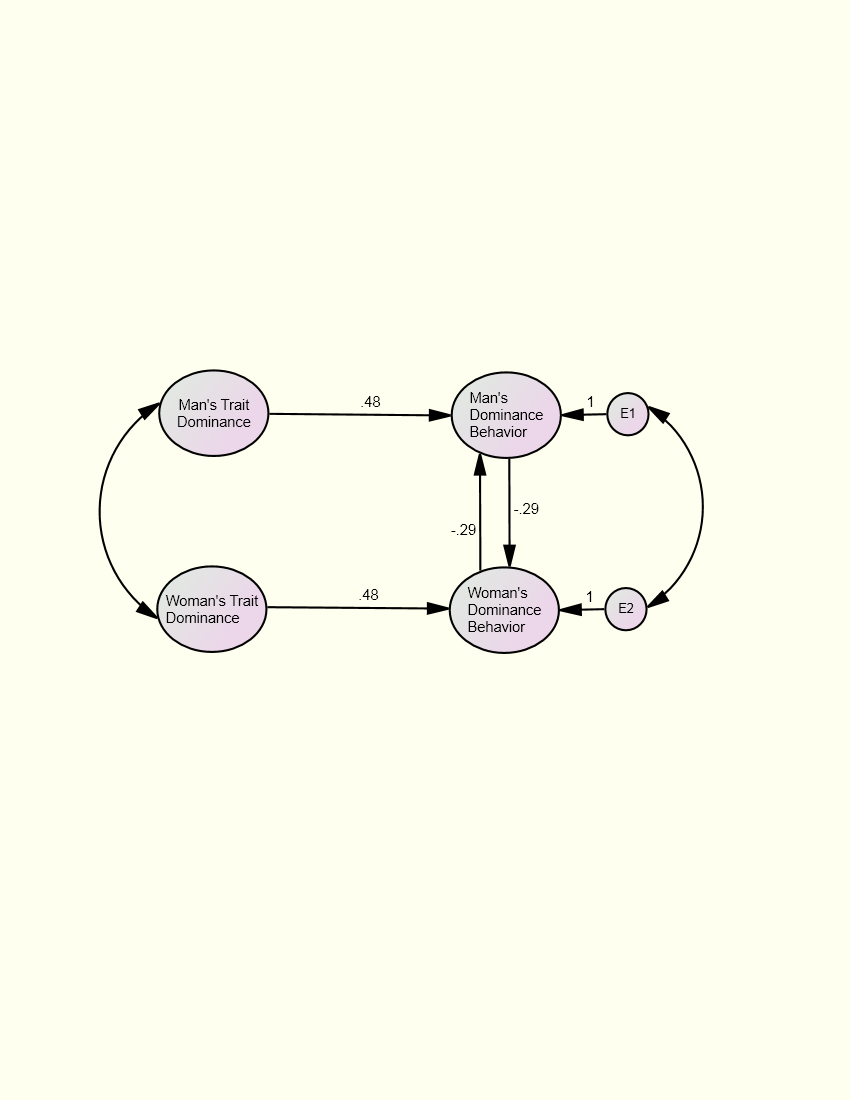 Man's Trait
Dominance
.48
Man's
Dominance
Behavior
1
E1
-.29
-.29
Woman's Trait
Dominance
.48
Woman's
Dominance
Behavior
1
E2